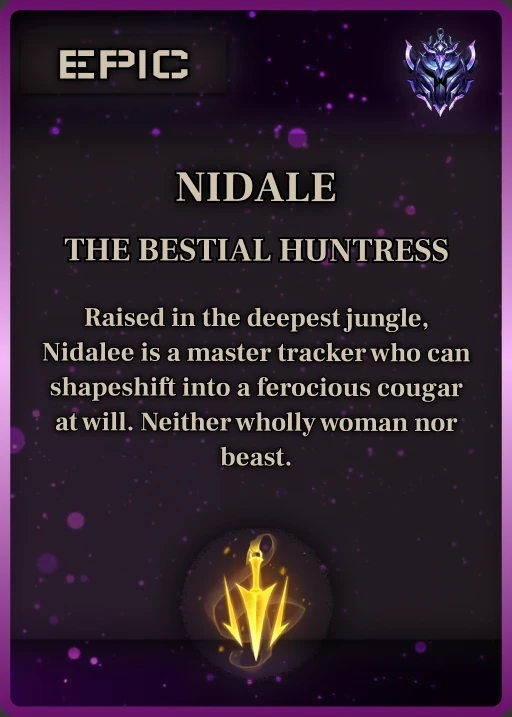 EPIC
NIDALE
THE BESTIAL HUNTRESS
Raised in the deepest jungle,
Nidalee is a master tracker who can
shapeshift into a ferocious cougar
at will. Neither wholly woman nor
beast.